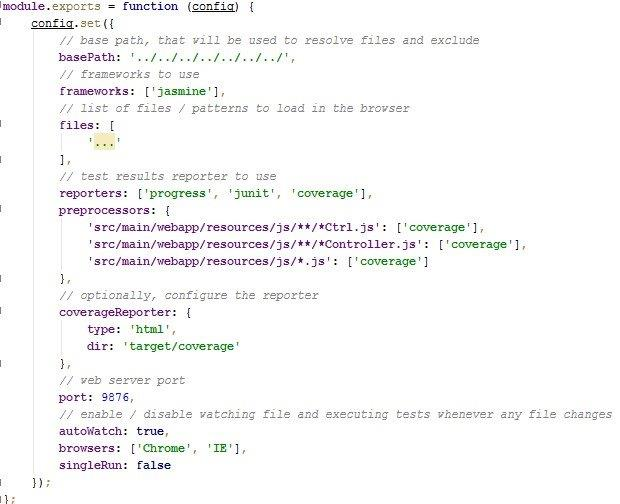 module.exports = function (config) {
config.set({
// base path, that will be used to resolve files and exclude
basePath: '../../../../../../../',
// frameworks to use
frameworks: ['jasmine'],
// list of files / patterns to load in the browser
files: [
'...'
],
// test results reporter to use
reporters: ['progress', 'junit', 'coverage'],
preprocessors: {
'src/main/webapp/resources/js/**/*Ctrl.js': ['coverage'],
'src/main/webapp/resources/js/**/*Controller.js': ['coverage'],
'src/main/webapp/resources/js/*.js': ['coverage']
},
// optionally, configure the reporter
coverageReporter: {
type: 'html',
dir: 'target/coverage'
},
// web server port
port: 9876,
// enable / disable watching file and executing tests whenever any file changes
autoWatch: true,
browsers: ['Chrome', 'IE'],
singleRun: false
});
};